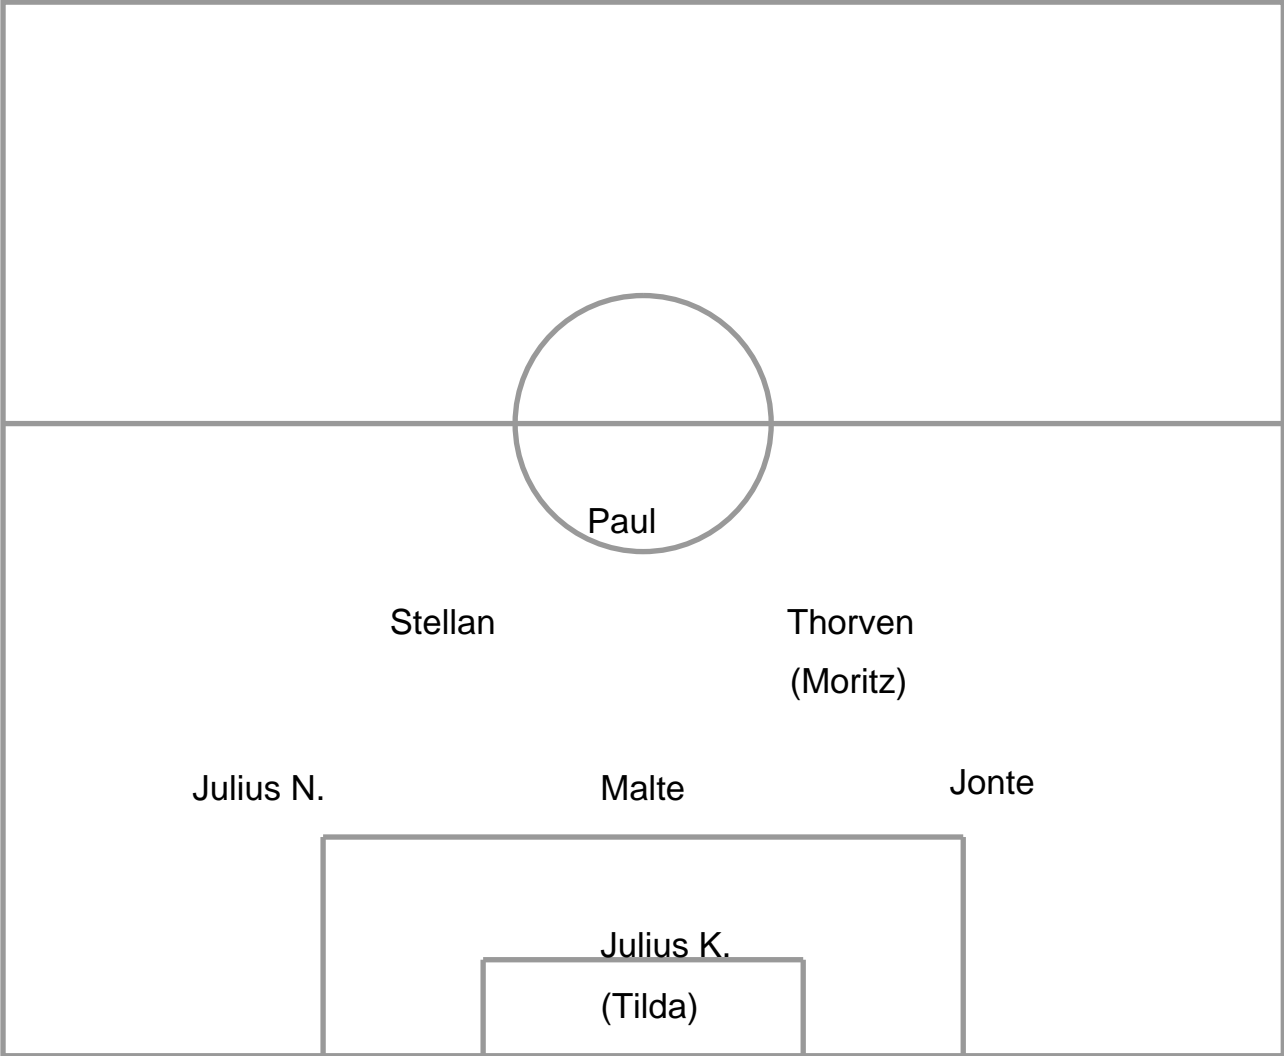 Paul
Stellan
Thorven
(Moritz)
Julius N.
Malte
Jonte
Julius K.
(Tilda)